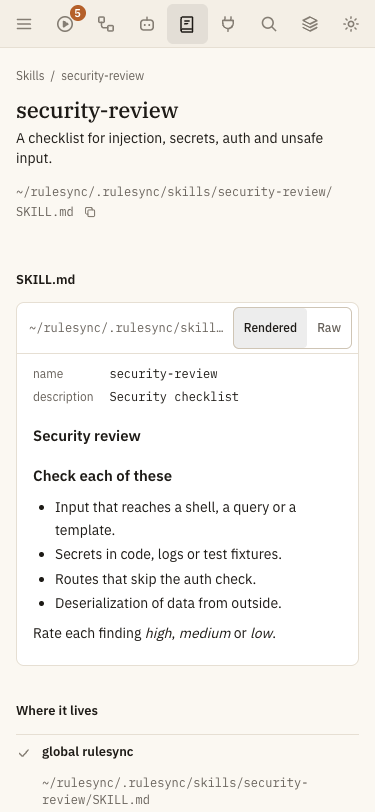 5
Skills / security-review
security-review
A checklist for injection, secrets, auth and unsafe
input.
~/rulesync/.rulesync/skills/security-review/
SKILL.md
SKILL.md
~/rulesync/.rulesync/skill… Rendered Raw
name security-review
description Security checklist
Security review
Check each of these
• Input that reaches a shell, a query or a
template.
• Secrets in code, logs or test fixtures.
• Routes that skip the auth check.
• Deserialization of data from outside.
Rate each finding high, medium or low.
Where it lives
global rulesync
~/rulesync/.rulesync/skills/security-
review/SKILL.md